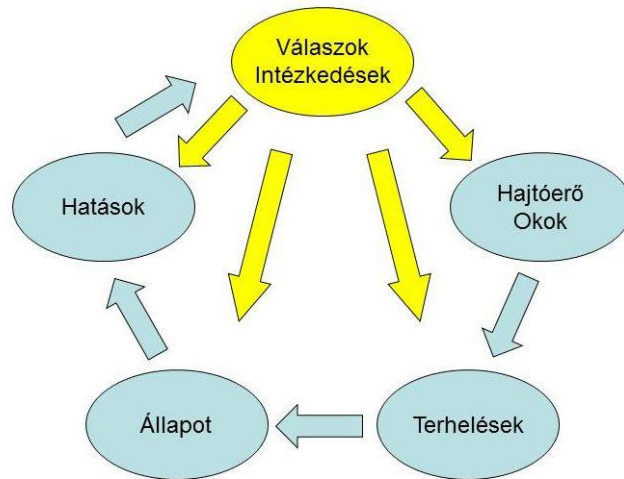 Válaszok
Intézkedések
Hatások
Hajtóerő
Okok
Állapot
Terhelések